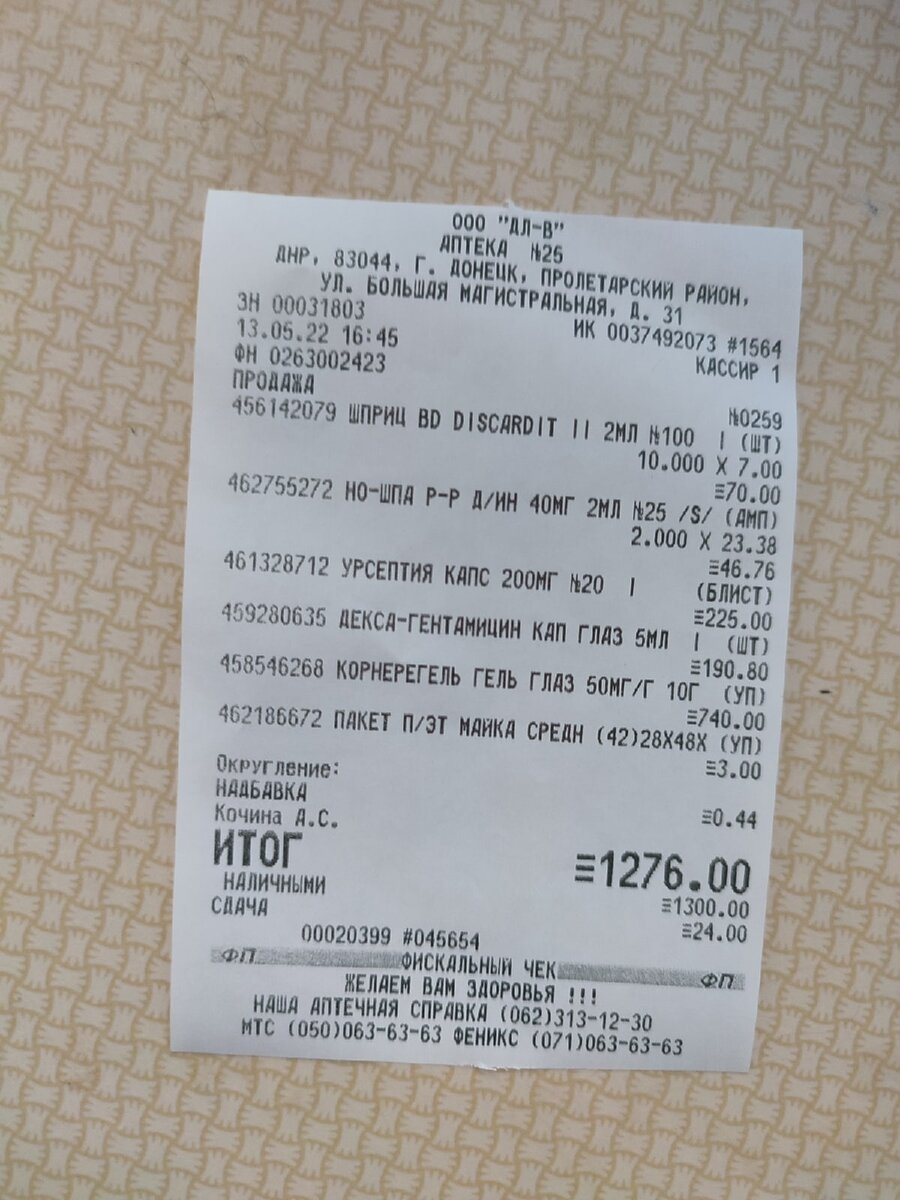 ООО "ДЛ-В"
АПТЕКА №25
ДНР, 83044, Г. ДОНЕЦК, ПРОЛЕТАРСКИЙ РАЙОН,
УЛ. БОЛЬШАЯ МАГИСТРАЛЬНАЯ, Д. 31
ЗН 00031803 ИК 0037492073 #1564
13.05.22 16:45 КАССИР 1
ФН 0263002423
ПРОДАЖА №0259
456142079 ШПРИЦ BD DISCARDIT II 2МЛ №100 I (ШТ)
10.000 X 7.00
≡70.00
462755272 НО-ШПА Р-Р Д/ИН 40МГ 2МЛ №25 /S/ (АМП)
2.000 X 23.38
≡46.76
461328712 УРСЕПТИЯ КАПС 200МГ №20 I (БЛИСТ)
≡225.00
459280635 ДЕКСА-ГЕНТАМИЦИН КАП ГЛАЗ 5МЛ I (ШТ)
≡190.80
458546268 КОРНЕРЕГЕЛЬ ГЕЛЬ ГЛАЗ 50МГ/Г 10Г (УП)
≡740.00
462186672 ПАКЕТ П/ЭТ МАЙКА СРЕДН (42)28Х48Х (УП)
≡3.00
Округление:
НАДБАВКА ≡0.44
Кочина А.С.
ИТОГ ≡1276.00
НАЛИЧНЫМИ ≡1300.00
СДАЧА ≡24.00
00020399 #045654
ФП ФИСКАЛЬНЫЙ ЧЕК ФП
ЖЕЛАЕМ ВАМ ЗДОРОВЬЯ !!!
НАША АПТЕЧНАЯ СПРАВКА (062)313-12-30
МТС (050)063-63-63 ФЕНИКС (071)063-63-63